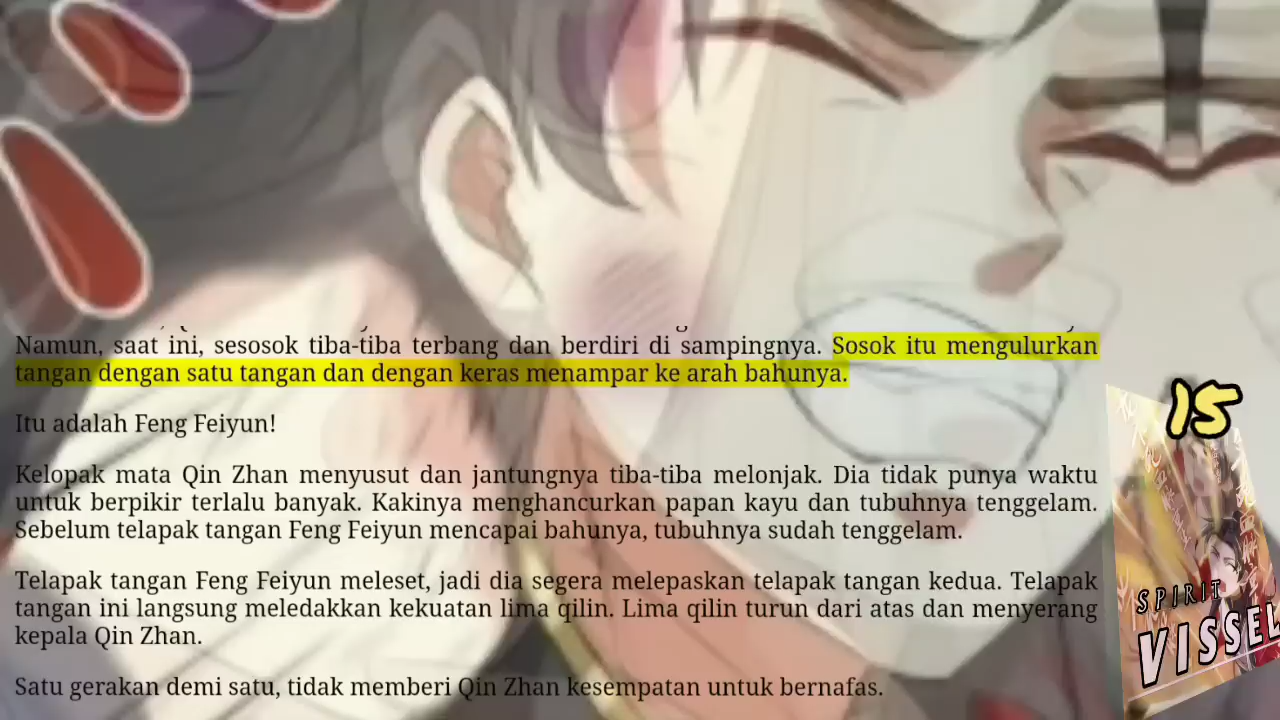 Namun, saat ini, sesosok tiba-tiba terbang dan berdiri di sampingnya. Sosok itu mengulurkan
tangan dengan satu tangan dan dengan keras menampar ke arah bahunya.
Itu adalah Feng Feiyun!
Kelopak mata Qin Zhan menyusut dan jantungnya tiba-tiba melonjak. Dia tidak punya waktu
untuk berpikir terlalu banyak. Kakinya menghancurkan papan kayu dan tubuhnya tenggelam.
Sebelum telapak tangan Feng Feiyun mencapai bahunya, tubuhnya sudah tenggelam.
Telapak tangan Feng Feiyun meleset, jadi dia segera melepaskan telapak tangan kedua. Telapak
tangan ini langsung meledakkan kekuatan lima qilin. Lima qilin turun dari atas dan menyerang
kepala Qin Zhan.
Satu gerakan demi satu, tidak memberi Qin Zhan kesempatan untuk bernafas.
15
SPIRIT
VISSEL